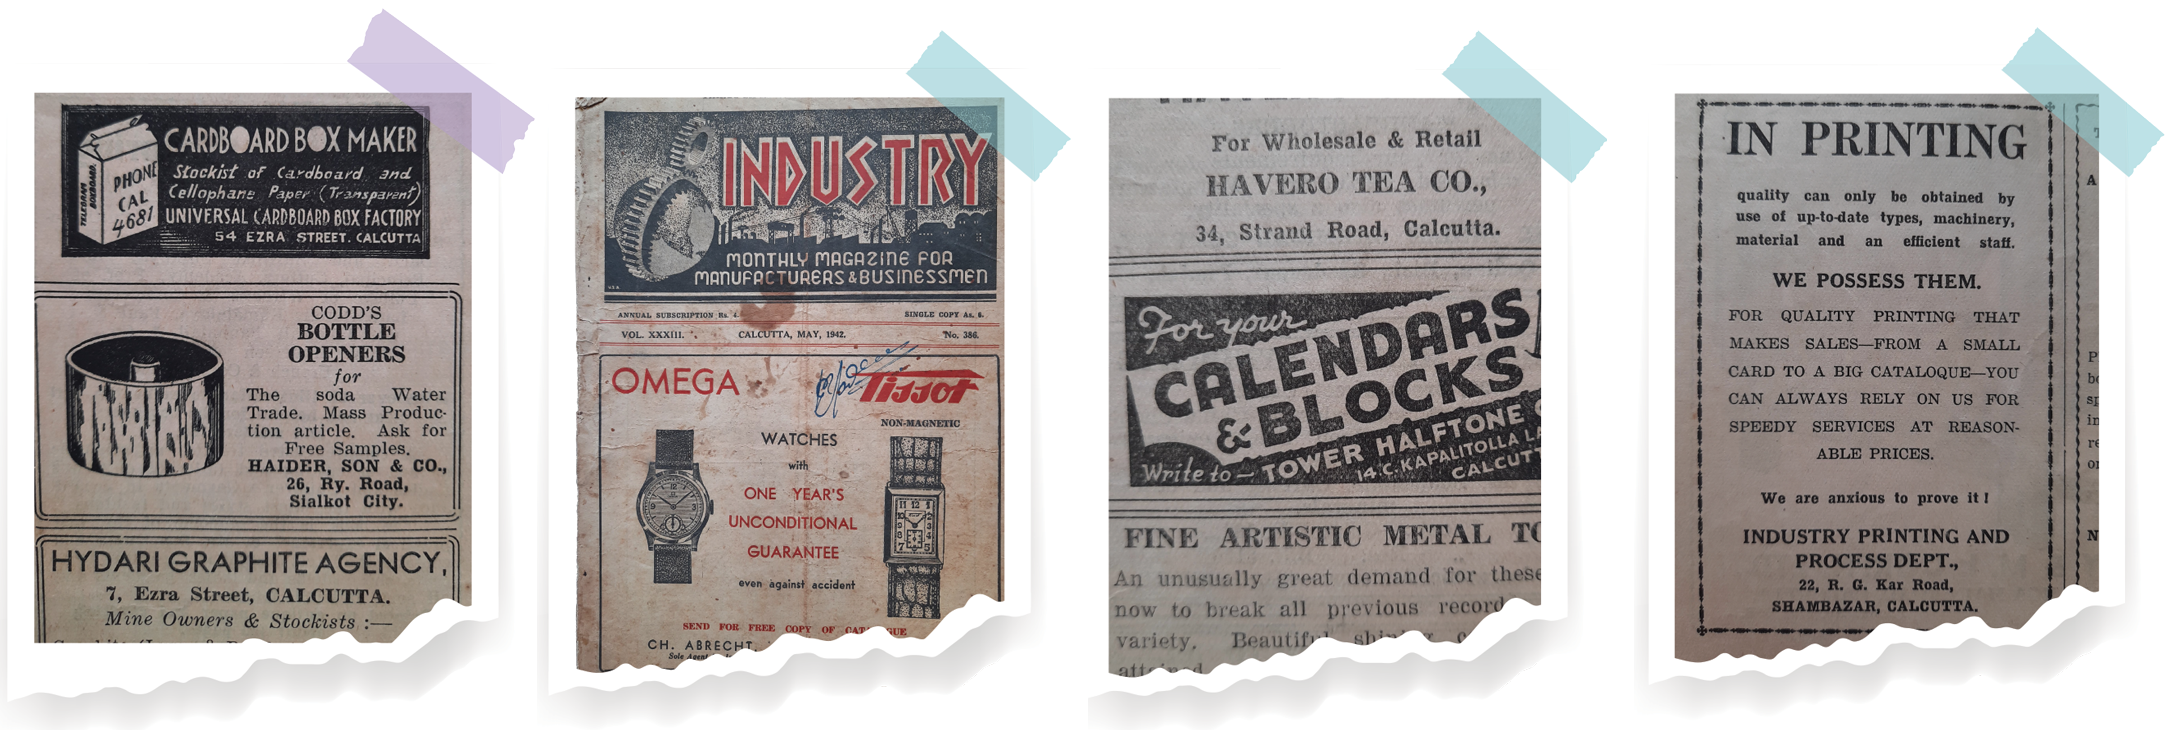 CARDBOARD BOX MAKER
Stockist of Cardboard and
Cellophane Paper (Transparent)
UNIVERSAL CARDBOARD BOX FACTORY
54 EZRA STREET. CALCUTTA
TELEGRAM
BOXBOARD
PHONE
CAL
4681
CODD'S
BOTTLE
OPENERS
for
The soda Water
Trade. Mass Produc-
tion article. Ask for
Free Samples.
HAIDER, SON & CO.,
26, Ry. Road,
Sialkot City.
HYDARI GRAPHITE AGENCY,
7, Ezra Street, CALCUTTA.
Mine Owners & Stockists :—
INDUSTRY
MONTHLY MAGAZINE FOR
MANUFACTURERS & BUSINESSMEN
ANNUAL SUBSCRIPTION Rs. 4
SINGLE COPY As. 6.
VOL. XXXIII.
CALCUTTA, MAY, 1942.
No. 386.
OMEGA
Tissot
NON-MAGNETIC
WATCHES
with
ONE YEAR'S
UNCONDITIONAL
GUARANTEE
even against accident
SEND FOR FREE COPY OF
CH. ABRECHT,
Sole
For Wholesale & Retail
HAVERO TEA CO.,
34, Strand Road, Calcutta.
For your
CALENDARS
& BLOCKS
Write to — TOWER HALFTONE
14.C. KAPALITOLLA LA
CALCUTT
FINE ARTISTIC METAL TO
An unusually great demand for these
now to break all previous record
variety. Beautiful
IN PRINTING
quality can only be obtained by
use of up-to-date types, machinery,
material and an efficient staff.
WE POSSESS THEM.
FOR QUALITY PRINTING THAT
MAKES SALES—FROM A SMALL
CARD TO A BIG CATALOQUE—YOU
CAN ALWAYS RELY ON US FOR
SPEEDY SERVICES AT REASON-
ABLE PRICES.
We are anxious to prove it !
INDUSTRY PRINTING AND
PROCESS DEPT.,
22, R. G. Kar Road,
SHAMBAZAR, CALCUTTA.